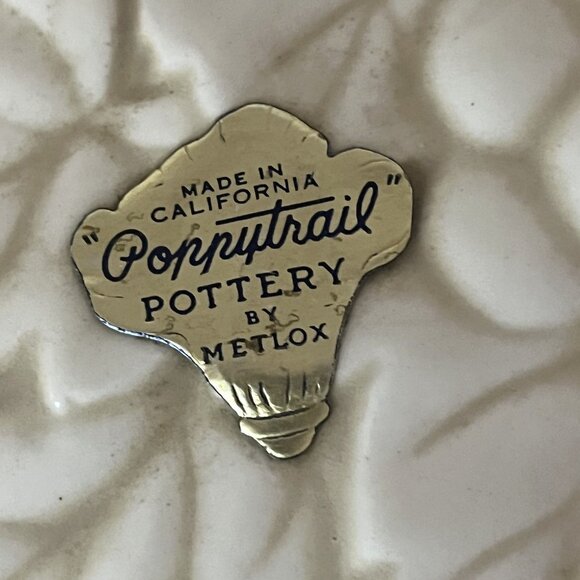 MADE IN
CALIFORNIA
"Poppytrail"
POTTERY
BY
METLOX